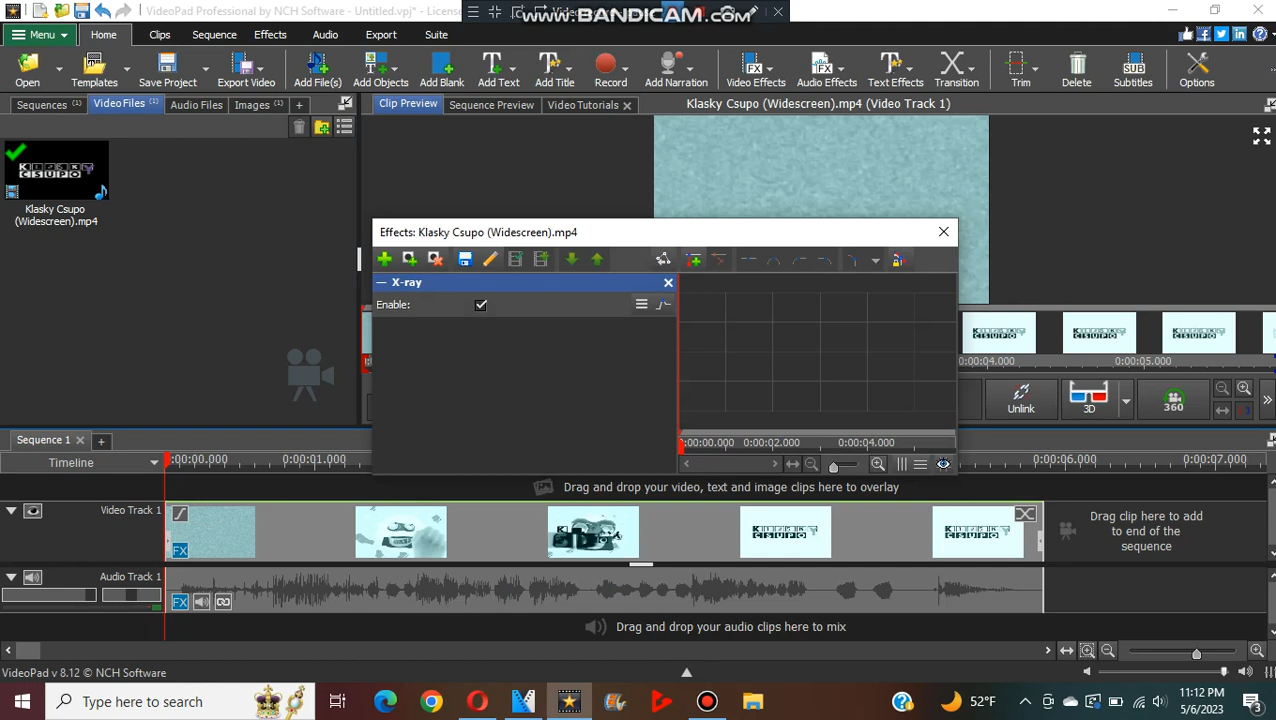 VideoPad Professional by NCH Software - Untitled.vpj* - License
www.BANDICAM.com
Menu
Home
Clips
Sequence
Effects
Audio
Export
Suite
Open
Templates
Save Project
Export Video
Add File(s)
Add Objects
Add Blank
Add Text
Add Title
Record
Add Narration
Video Effects
Audio Effects
Text Effects
Transition
Trim
Delete
Subtitles
Options
Sequences (1)
Video Files (1)
Audio Files
Images (1)
+
Clip Preview
Sequence Preview
Video Tutorials
Klasky Csupo (Widescreen).mp4 (Video Track 1)
Klasky Csupo
(Widescreen).mp4
Effects: Klasky Csupo (Widescreen).mp4
X-ray
Enable:
0:00:00.000
0:00:02.000
0:00:04.000
0:00:04.000
0:00:05.000
Unlink
3D
360
Sequence 1
+
Timeline
0:00:00.000
0:00:01.000
0:00:06.000
0:00:07.000
Drag and drop your video, text and image clips here to overlay
Video Track 1
FX
KLASKY
CSUPO
KLASKY
CSUPO
Drag clip here to add
to end of the
sequence
Audio Track 1
FX
Drag and drop your audio clips here to mix
VideoPad v 8.12 © NCH Software
Type here to search
52°F
11:12 PM
5/6/2023
3